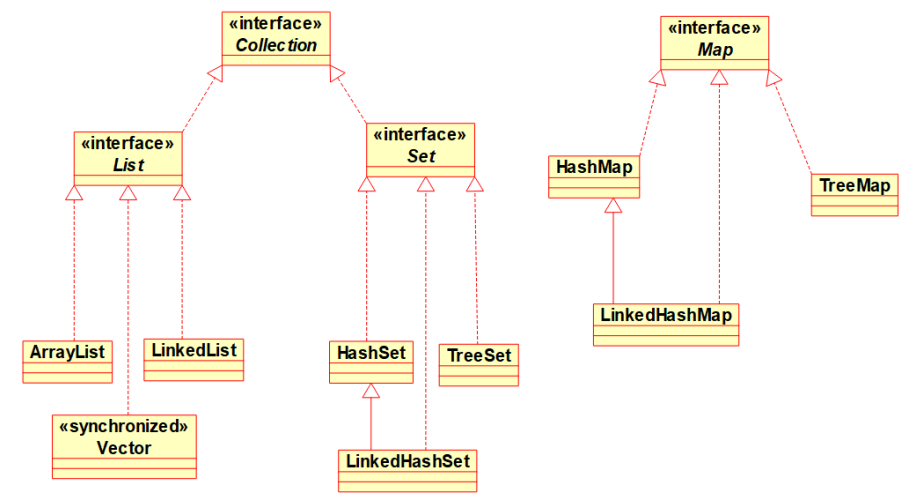 «interface»
Collection
«interface»
Map
«interface»
List
«interface»
Set
HashMap
TreeMap
LinkedHashMap
ArrayList
LinkedList
HashSet
TreeSet
«synchronized»
Vector
LinkedHashSet